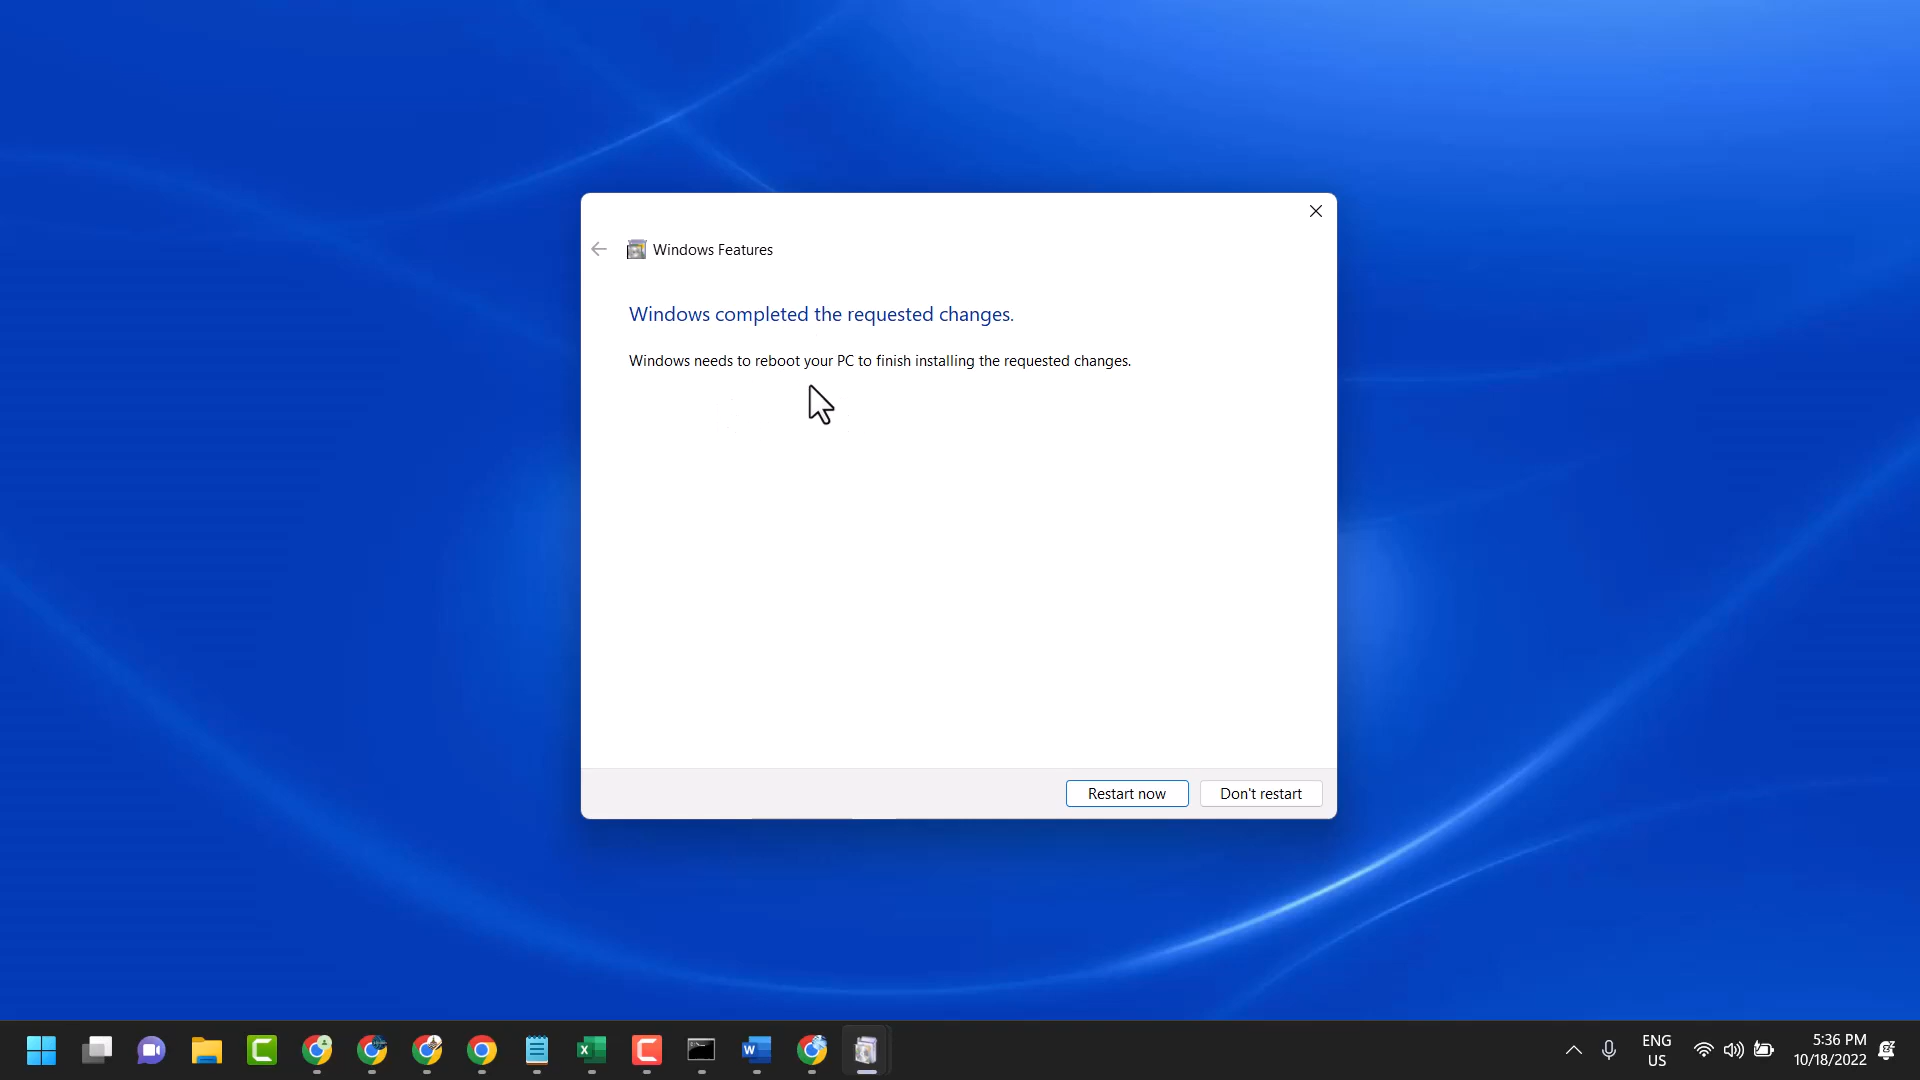 Windows Features
Windows completed the requested changes.
Windows needs to reboot your PC to finish installing the requested changes.
Restart now
Don't restart
ENG
US
5:36 PM
10/18/2022